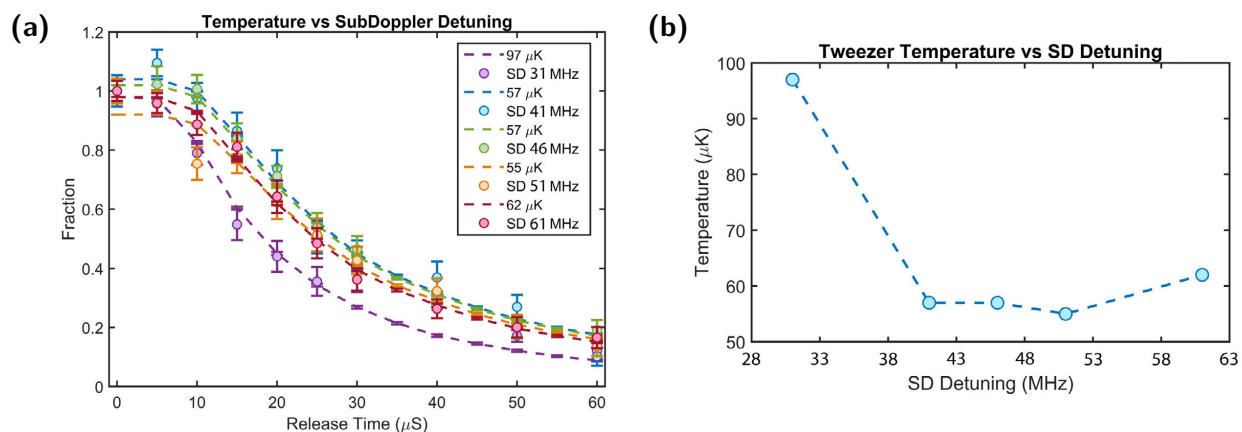 (a)
Temperature vs SubDoppler Detuning
1.2
1
0.8
0.6
0.4
0.2
0
Fraction
97 μK
SD 31 MHz
57 μK
SD 41 MHz
57 μK
SD 46 MHz
55 μK
SD 51 MHz
62 μK
SD 61 MHz
0 10 20 30 40 50 60
Release Time (μS)
(b)
Tweezer Temperature vs SD Detuning
100
90
80
70
60
50
Temperature (μK)
28 33 38 43 48 53 58 63
SD Detuning (MHz)